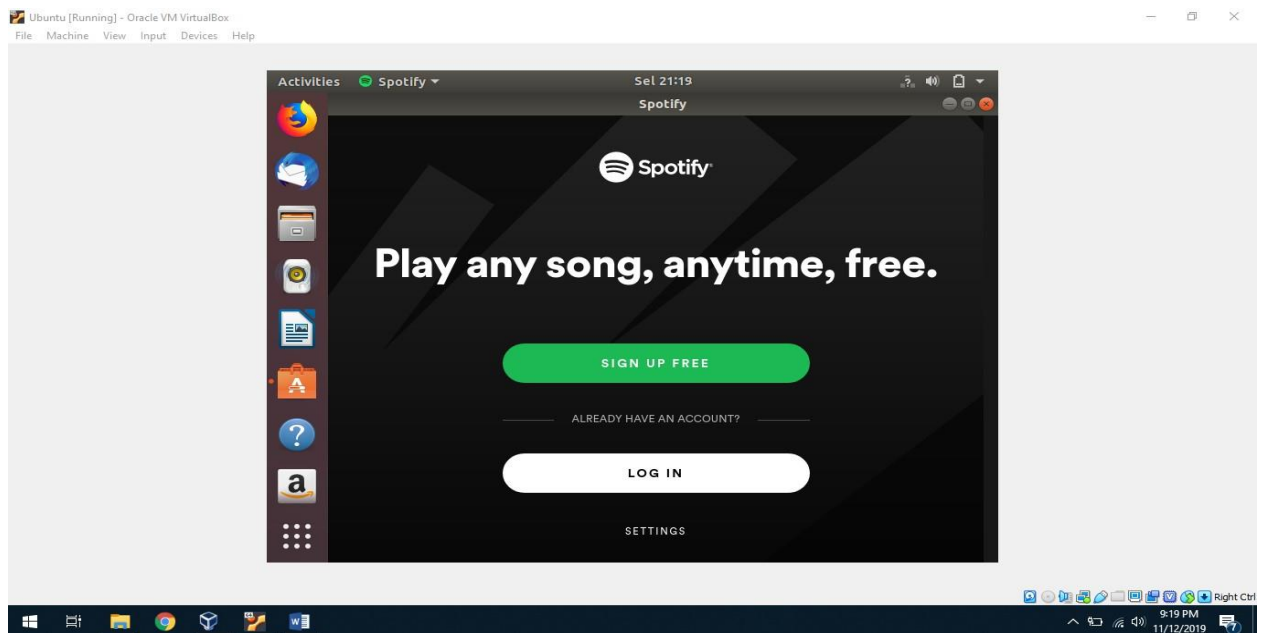 Ubuntu [Running] - Oracle VM VirtualBox
File Machine View Input Devices Help
Activities Spotify Sel 21:19
Spotify
Spotify
Play any song, anytime, free.
SIGN UP FREE
ALREADY HAVE AN ACCOUNT?
LOG IN
SETTINGS
Right Ctrl
9:19 PM
11/12/2019
7